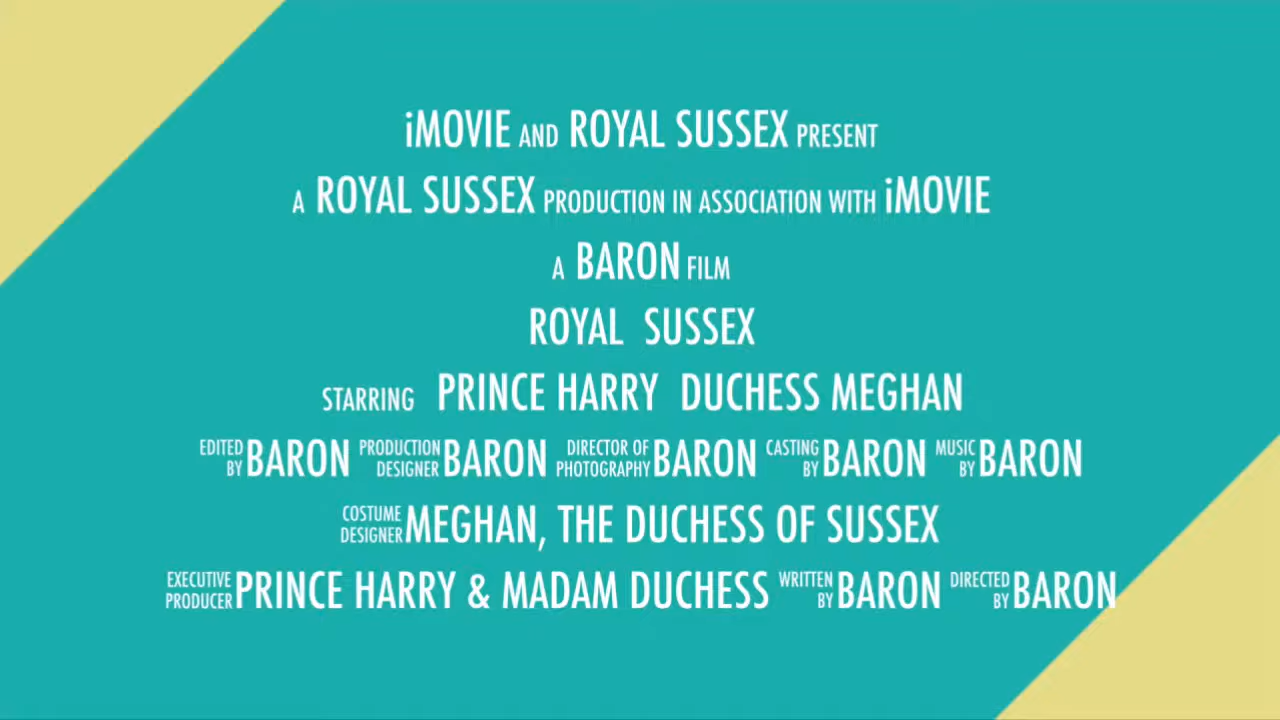 iMOVIE AND ROYAL SUSSEX PRESENT
A ROYAL SUSSEX PRODUCTION IN ASSOCIATION WITH iMOVIE
A BARON FILM
ROYAL SUSSEX
STARRING PRINCE HARRY DUCHESS MEGHAN
EDITED BY BARON PRODUCTION DESIGNER BARON DIRECTOR OF PHOTOGRAPHY BARON CASTING BY BARON MUSIC BY BARON
COSTUME DESIGNER MEGHAN, THE DUCHESS OF SUSSEX
EXECUTIVE PRODUCER PRINCE HARRY & MADAM DUCHESS WRITTEN BY BARON DIRECTED BY BARON